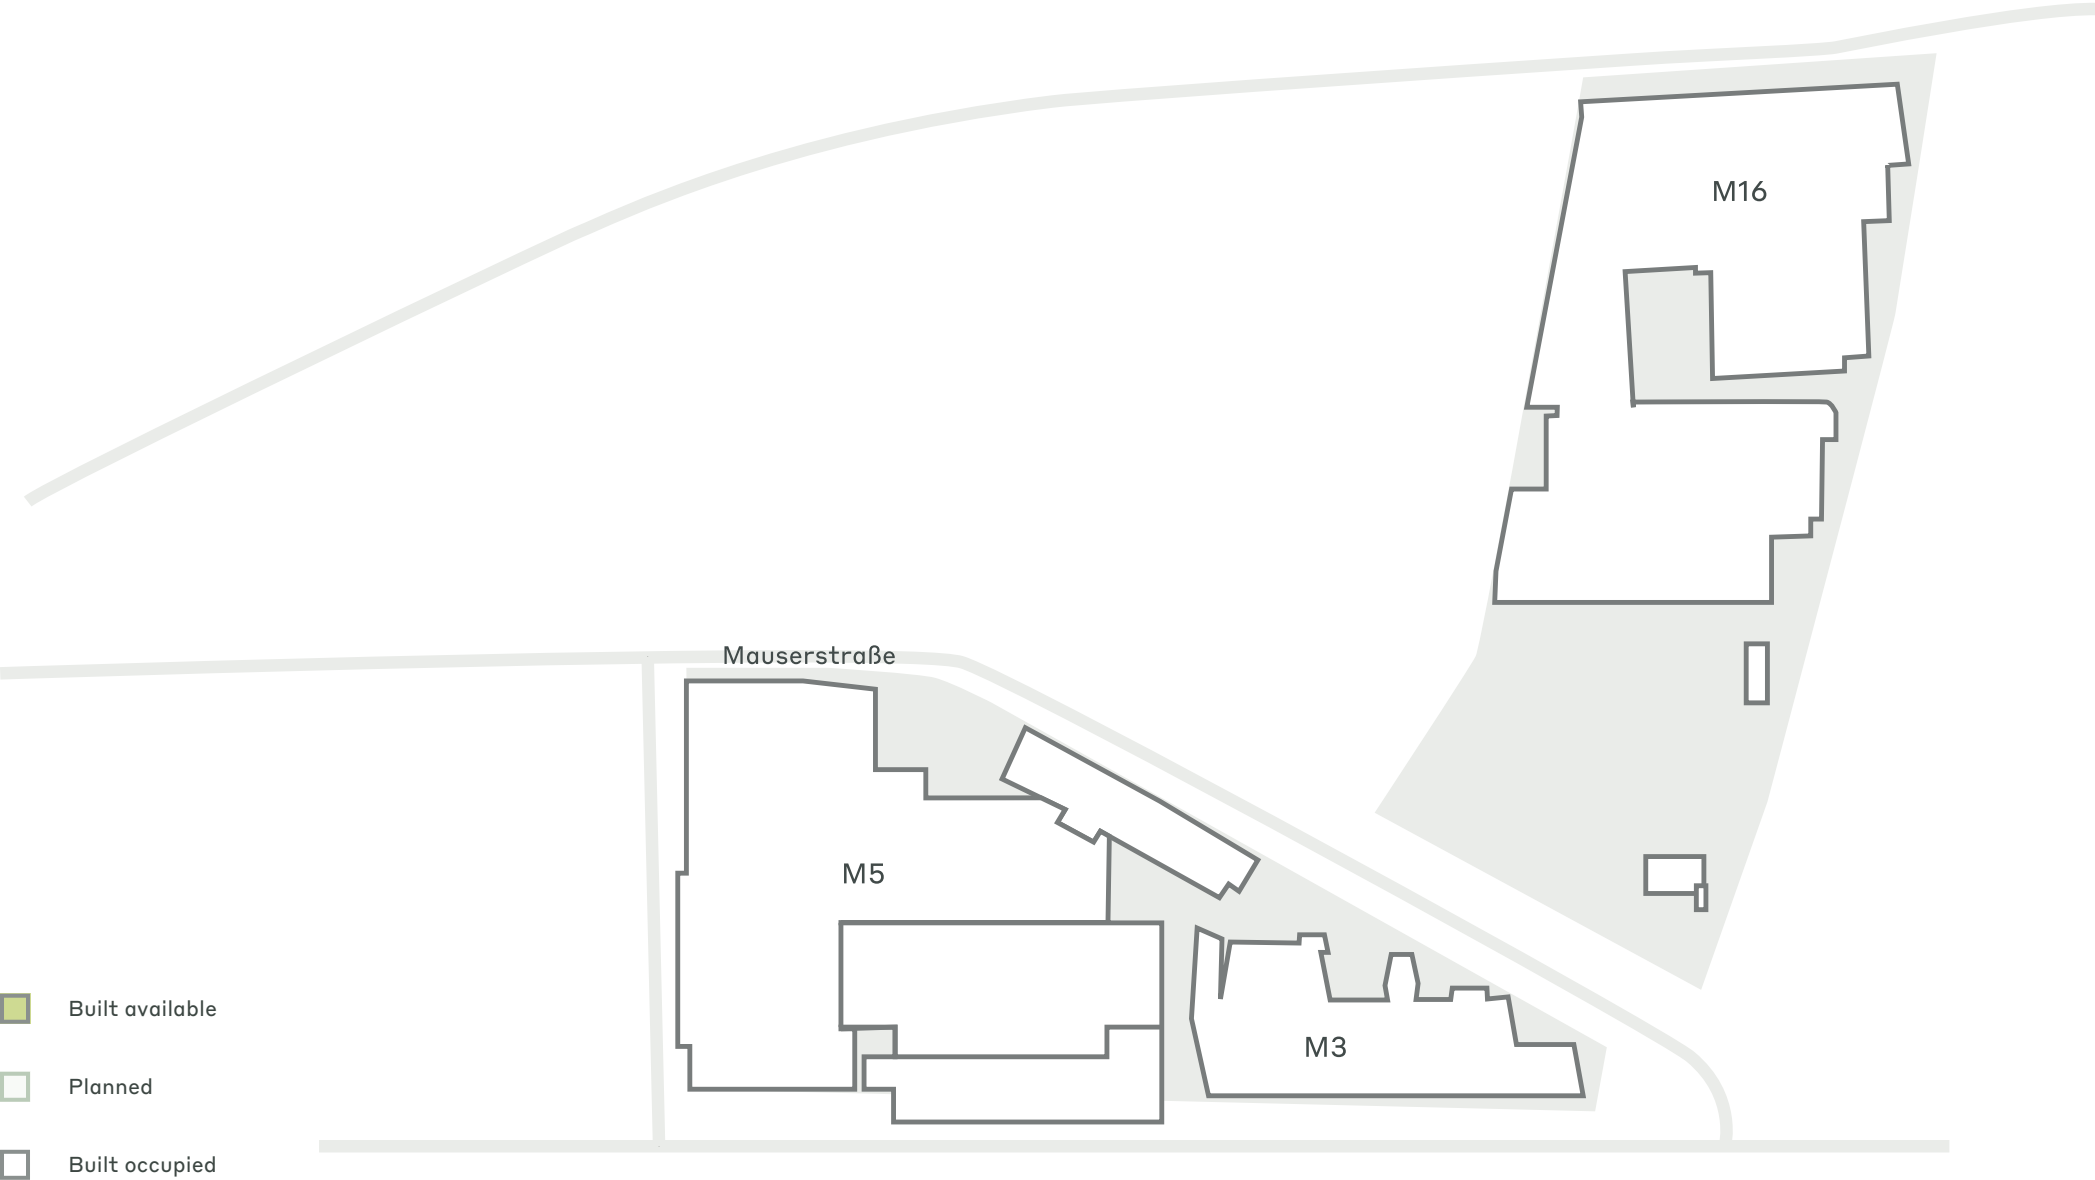 M16
Mauserstraße
M5
M3
Built available
Planned
Built occupied